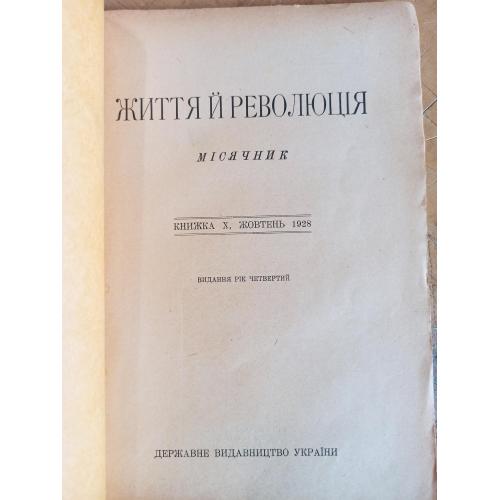 ЖИТТЯ Й РЕВОЛЮЦІЯ
МІСЯЧНИК
КНИЖКА X, ЖОВТЕНЬ 1928
ВИДАННЯ РІК ЧЕТВЕРТИЙ
ДЕРЖАВНЕ ВИДАВНИЦТВО УКРАЇНИ